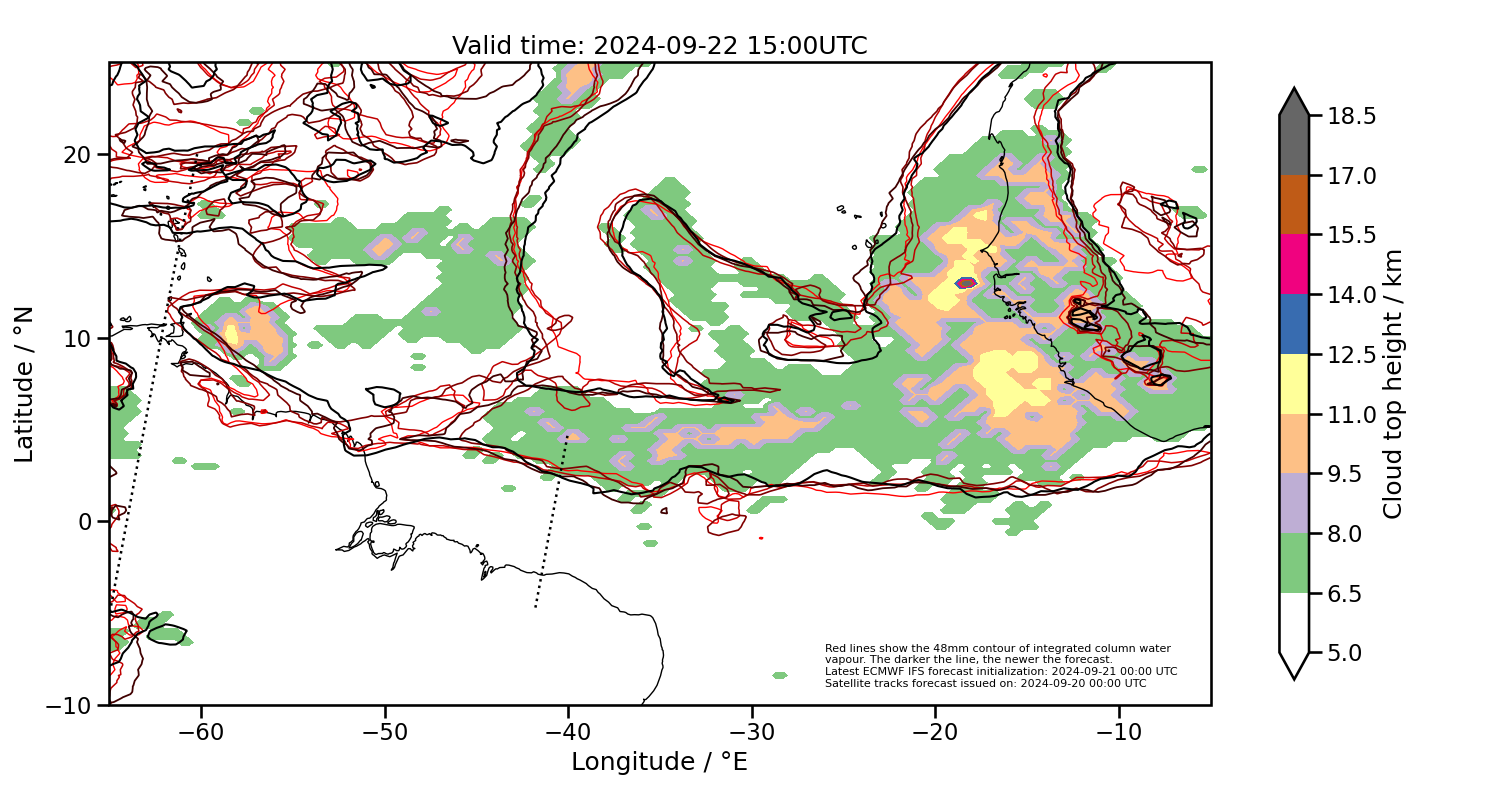 Valid time: 2024-09-22 15:00UTC
20
10
0
−10
Latitude / °N
−60
−50
−40
−30
−20
−10
Longitude / °E
Red lines show the 48mm contour of integrated column water
vapour. The darker the line, the newer the forecast.
Latest ECMWF IFS forecast initialization: 2024-09-21 00:00 UTC
Satellite tracks forecast issued on: 2024-09-20 00:00 UTC
18.5
17.0
15.5
14.0
12.5
11.0
9.5
8.0
6.5
5.0
Cloud top height / km